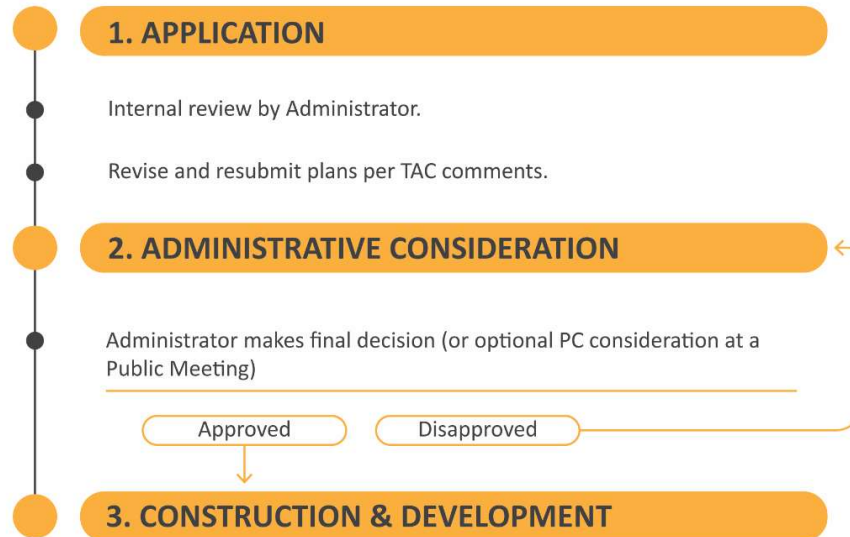 1. APPLICATION
Internal review by Administrator.
Revise and resubmit plans per TAC comments.
2. ADMINISTRATIVE CONSIDERATION
Administrator makes final decision (or optional PC consideration at a
Public Meeting)
Approved
Disapproved
3. CONSTRUCTION & DEVELOPMENT